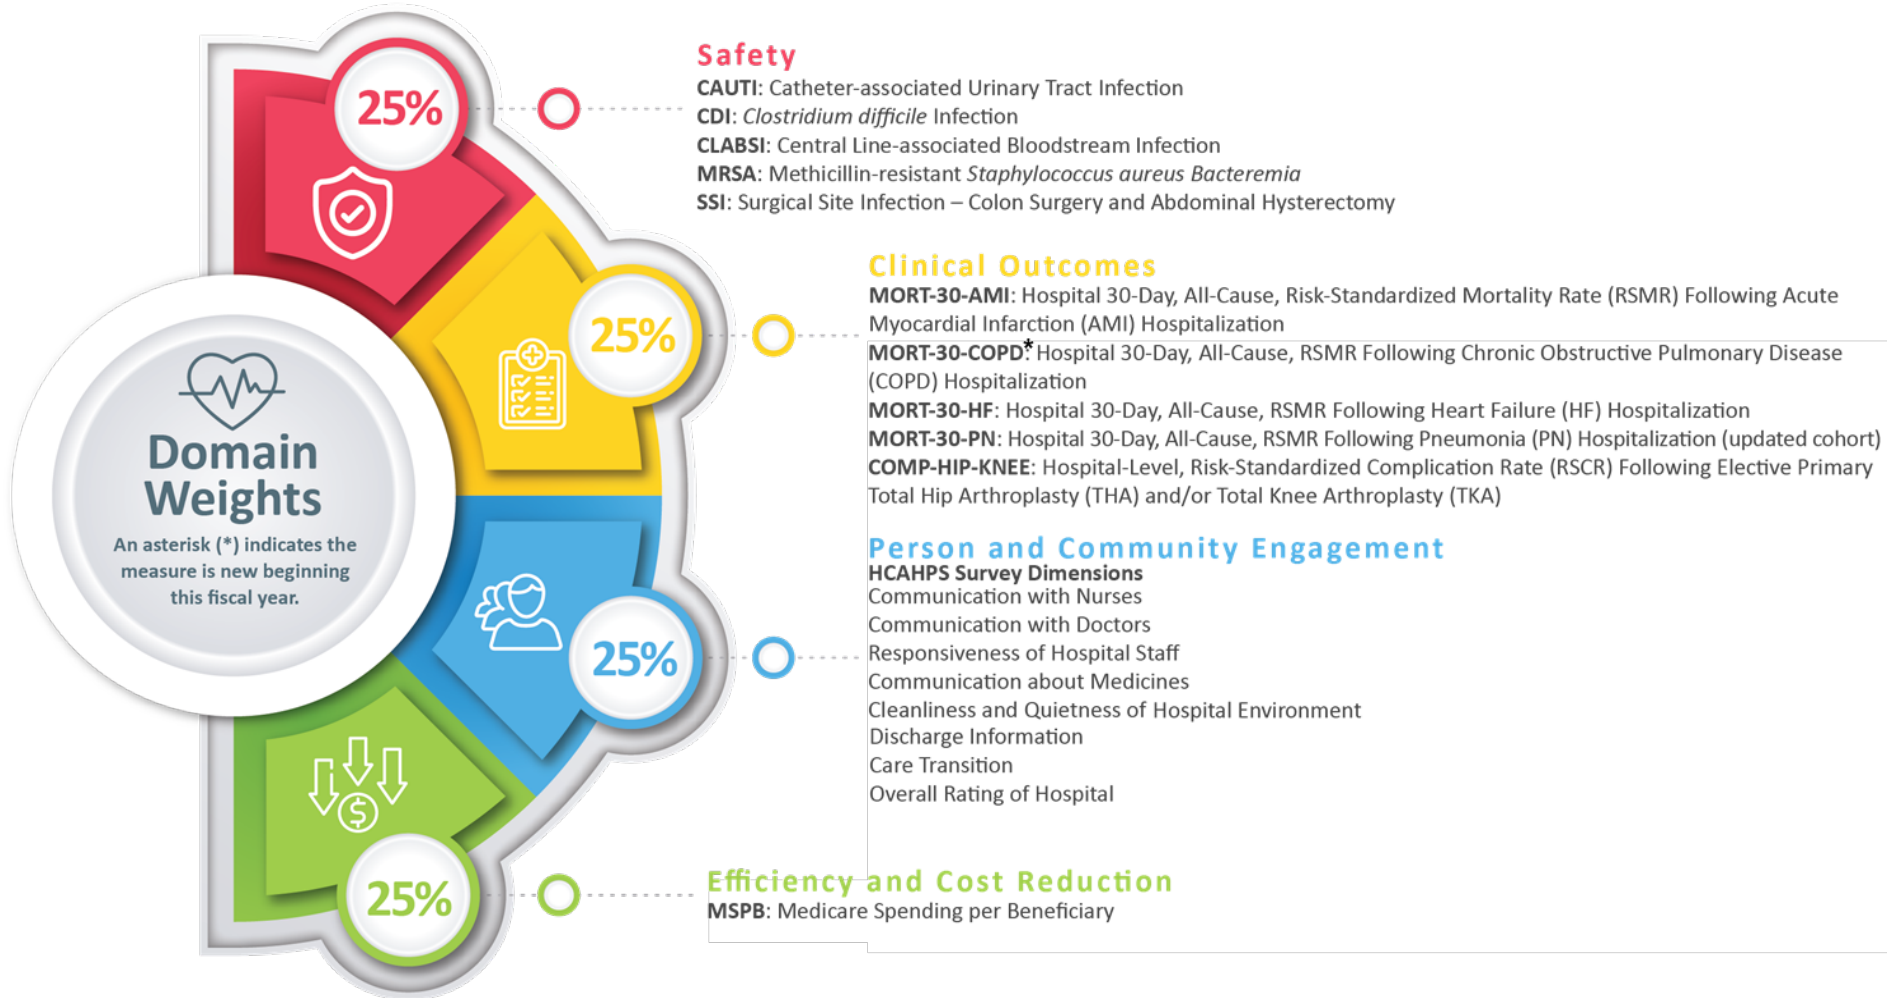 25%
Safety
CAUTI: Catheter-associated Urinary Tract Infection
CDI: Clostridium difficile Infection
CLABSI: Central Line-associated Bloodstream Infection
MRSA: Methicillin-resistant Staphylococcus aureus Bacteremia
SSI: Surgical Site Infection – Colon Surgery and Abdominal Hysterectomy
25%
Clinical Outcomes
MORT-30-AMI: Hospital 30-Day, All-Cause, Risk-Standardized Mortality Rate (RSMR) Following Acute
Myocardial Infarction (AMI) Hospitalization
MORT-30-COPD:* Hospital 30-Day, All-Cause, RSMR Following Chronic Obstructive Pulmonary Disease
(COPD) Hospitalization
MORT-30-HF: Hospital 30-Day, All-Cause, RSMR Following Heart Failure (HF) Hospitalization
MORT-30-PN: Hospital 30-Day, All-Cause, RSMR Following Pneumonia (PN) Hospitalization (updated cohort)
COMP-HIP-KNEE: Hospital-Level, Risk-Standardized Complication Rate (RSCR) Following Elective Primary
Total Hip Arthroplasty (THA) and/or Total Knee Arthroplasty (TKA)
Domain
Weights
An asterisk (*) indicates the
measure is new beginning
this fiscal year.
25%
Person and Community Engagement
HCAHPS Survey Dimensions
Communication with Nurses
Communication with Doctors
Responsiveness of Hospital Staff
Communication about Medicines
Cleanliness and Quietness of Hospital Environment
Discharge Information
Care Transition
Overall Rating of Hospital
$
25%
Efficiency and Cost Reduction
MSPB: Medicare Spending per Beneficiary